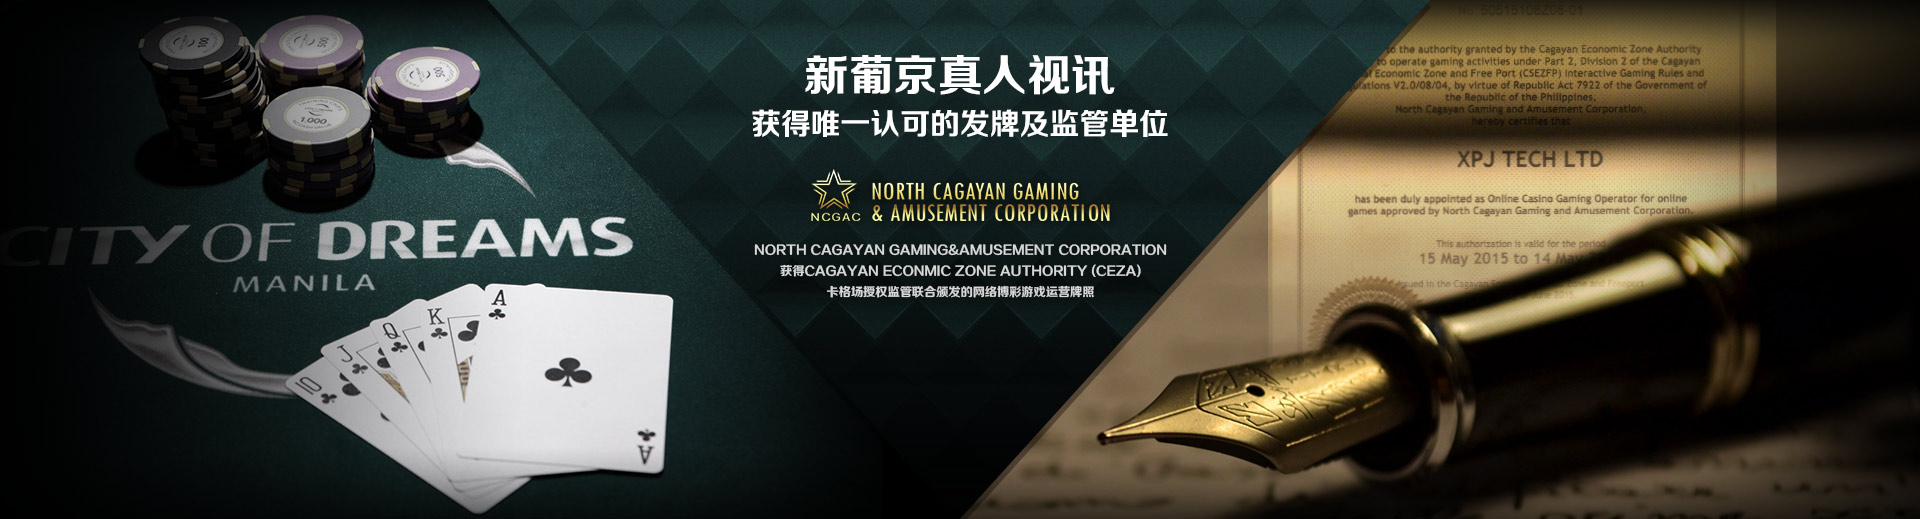 001
500
500
1.000
CITY OF DREAMS
MANILA
10
J
Q
K
A
A
新葡京真人视讯
获得唯一认可的发牌及监管单位
NCGAC
NORTH CAGAYAN GAMING
& AMUSEMENT CORPORATION
NORTH CAGAYAN GAMING&AMUSEMENT CORPORATION
获得CAGAYAN ECONMIC ZONE AUTHORITY (CEZA)
卡格场授权监管联合颁发的网络博彩游戏运营牌照
to the authority granted by the Cagayan Economic Zone Authority
to operate gaming activities under Part 2, Division 2 of the Cagayan
Economic Zone and Free Port (CSEZFP) Interactive Gaming Rules and
V2.0/08/04, by virtue of Republic Act 7922 of the Government of
the Republic of the Philippines,
North Cagayan Gaming and Amusement Corporation,
hereby certifies that
XPJ TECH LTD
has been duly appointed as Online Casino Gaming Operator for online
games approved by North Cagayan Gaming and Amusement Corporation.
This authorization is valid for the period
15 May 2015 to 14 May
in the Cagayan